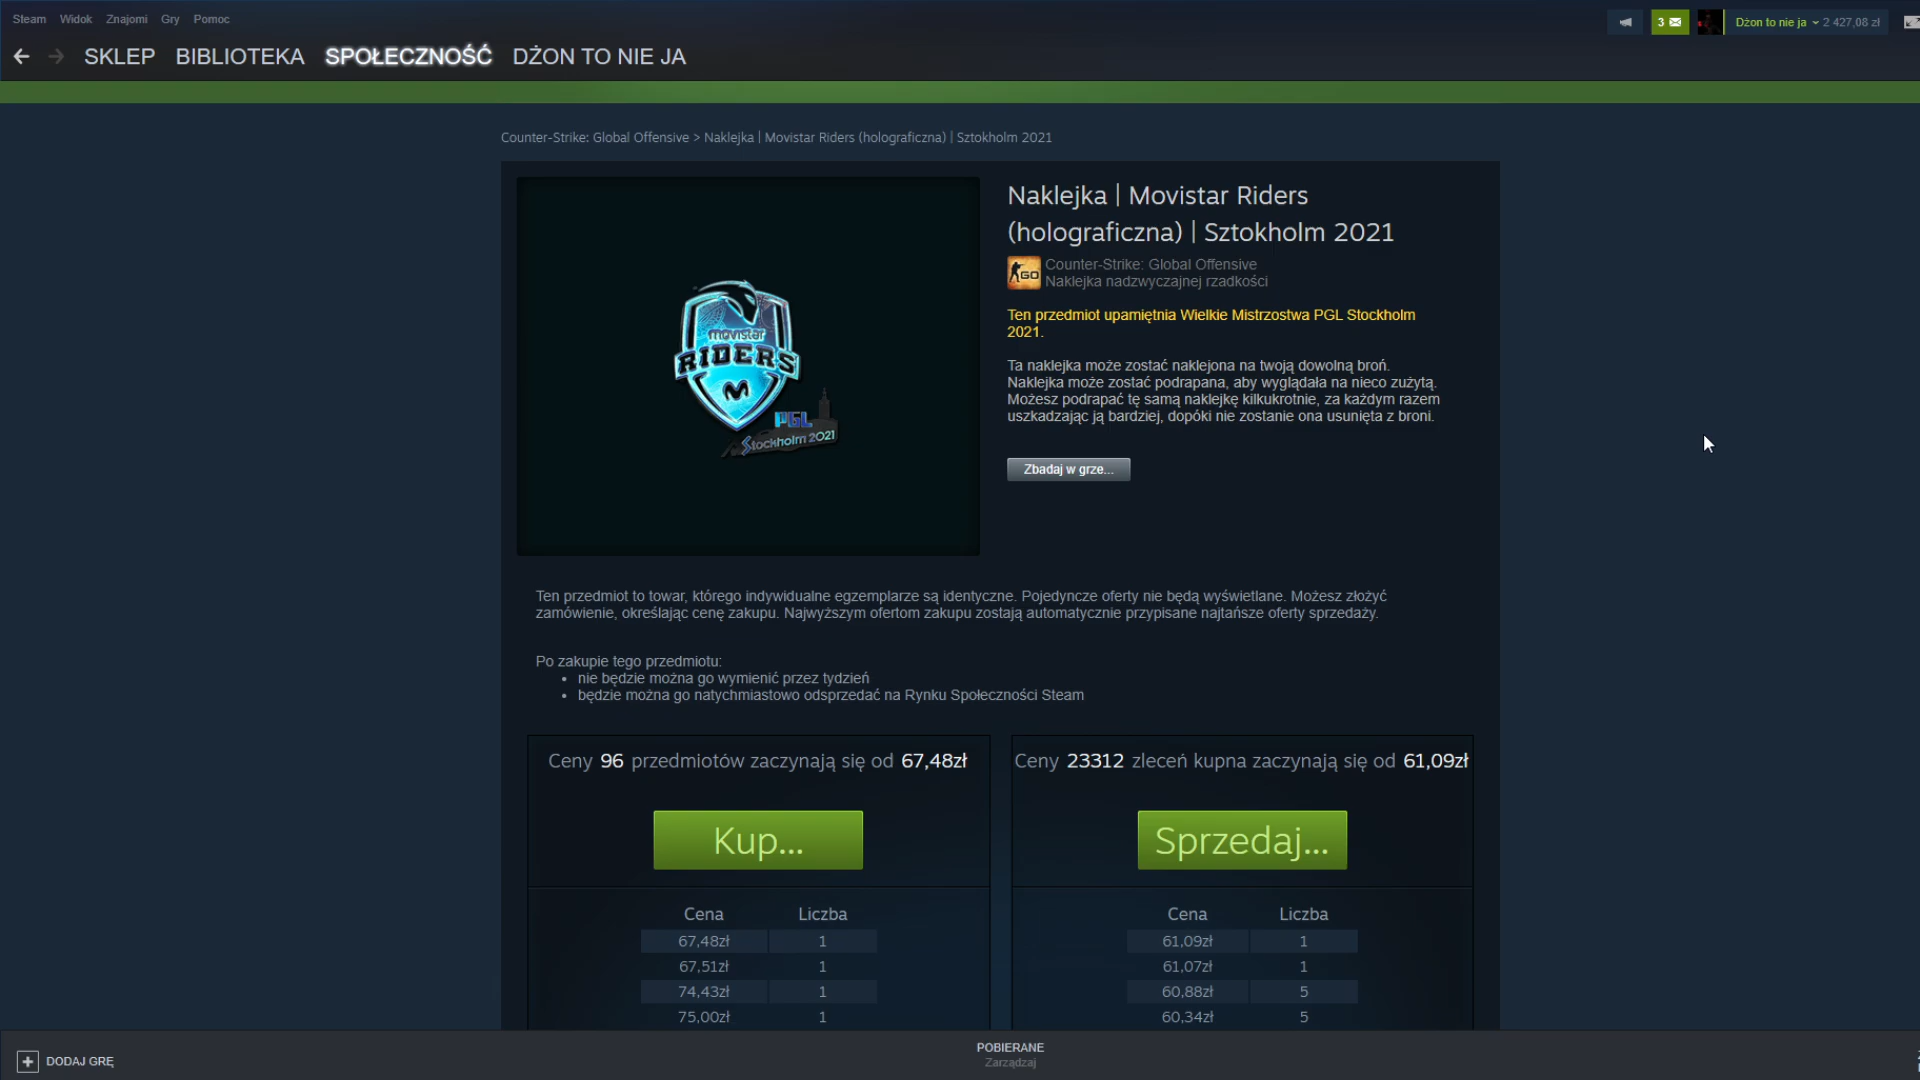 Steam Widok Znajomi Gry Pomoc
3 Dżon to nie ja 2 427,08 zł
SKLEP BIBLIOTEKA SPOŁECZNOŚĆ DŻON TO NIE JA
Counter-Strike: Global Offensive > Naklejka | Movistar Riders (holograficzna) | Sztokholm 2021
movistar
RIDERS
PGL
Stockholm 2021
Naklejka | Movistar Riders
(holograficzna) | Sztokholm 2021
GO
Counter-Strike: Global Offensive
Naklejka nadzwyczajnej rzadkości
Ten przedmiot upamiętnia Wielkie Mistrzostwa PGL Stockholm
2021.
Ta naklejka może zostać naklejona na twoją dowolną broń.
Naklejka może zostać podrapana, aby wyglądała na nieco zużytą.
Możesz podrapać tę samą naklejkę kilkukrotnie, za każdym razem
uszkadzając ją bardziej, dopóki nie zostanie ona usunięta z broni.
Zbadaj w grze...
Ten przedmiot to towar, którego indywidualne egzemplarze są identyczne. Pojedyncze oferty nie będą wyświetlane. Możesz złożyć
zamówienie, określając cenę zakupu. Najwyższym ofertom zakupu zostają automatycznie przypisane najtańsze oferty sprzedaży.
Po zakupie tego przedmiotu:
• nie będzie można go wymienić przez tydzień
• będzie można go natychmiastowo odsprzedać na Rynku Społeczności Steam
Ceny 96 przedmiotów zaczynają się od 67,48zł
Kup...
Cena Liczba
67,48zł 1
67,51zł 1
74,43zł 1
75,00zł 1
Ceny 23312 zleceń kupna zaczynają się od 61,09zł
Sprzedaj...
Cena Liczba
61,09zł 1
61,07zł 1
60,88zł 5
60,34zł 5
DODAJ GRĘ
POBIERANE
Zarządzaj